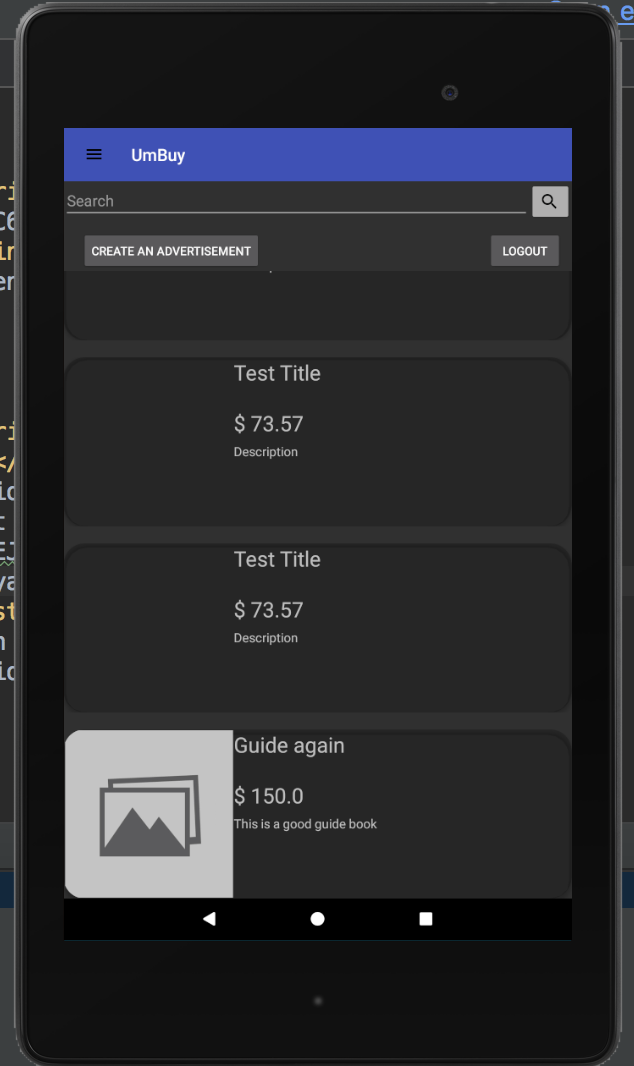 UmBuy
Search
CREATE AN ADVERTISEMENT
LOGOUT
Test Title
$ 73.57
Description
Test Title
$ 73.57
Description
Guide again
$ 150.0
This is a good guide book